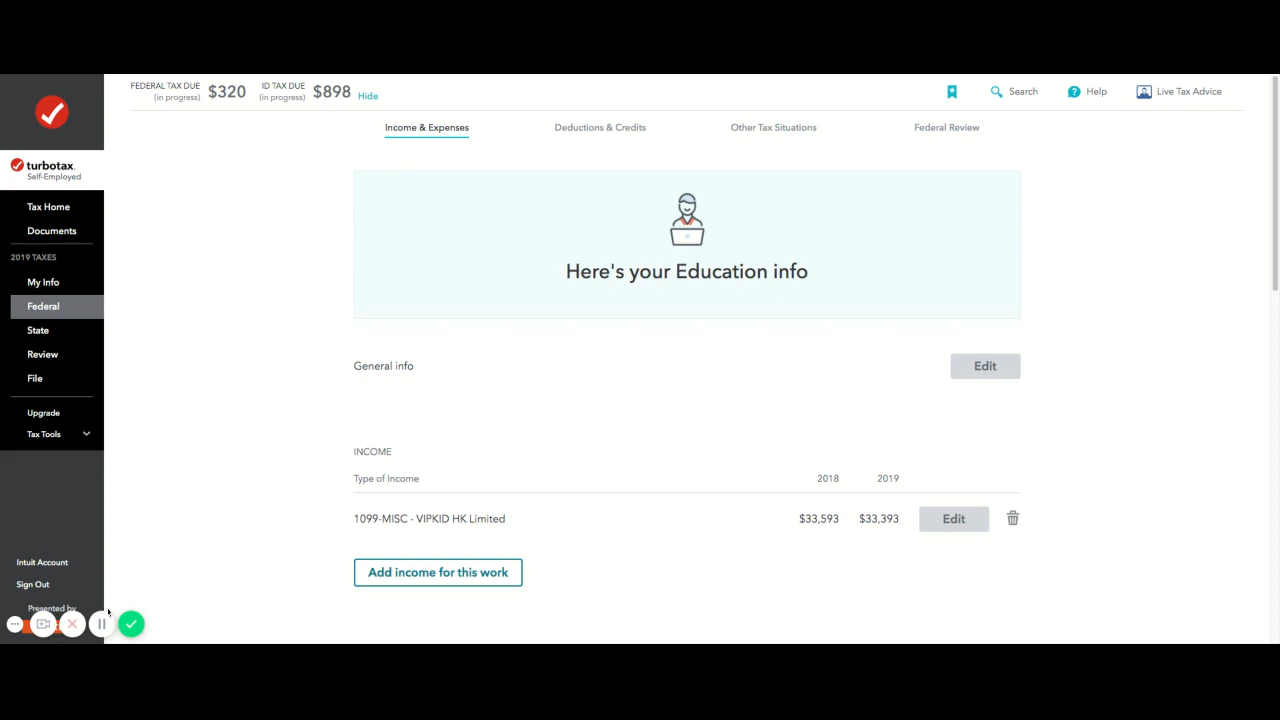 FEDERAL TAX DUE
(in progress)
$320
ID TAX DUE
(in progress)
$898
Hide
Search
Help
Live Tax Advice
Income & Expenses
Deductions & Credits
Other Tax Situations
Federal Review
turbotax
Self-Employed
Tax Home
Documents
2019 TAXES
My Info
Federal
State
Review
File
Upgrade
Tax Tools
Intuit Account
Sign Out
Presented by
Here's your Education info
General info
Edit
INCOME
Type of Income 2018 2019
1099-MISC - VIPKID HK Limited $33,593 $33,393 Edit
Add income for this work